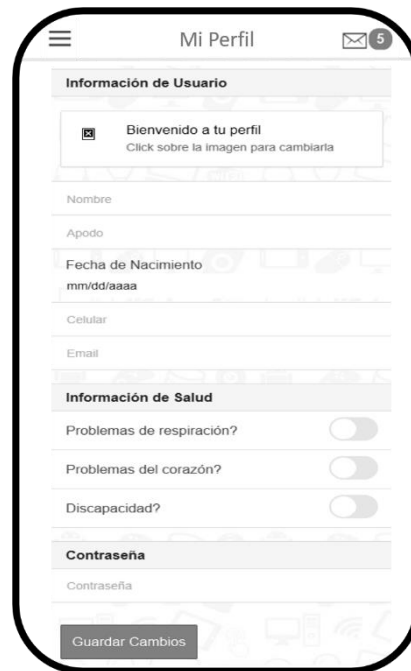 Mi Perfil
5
Información de Usuario
Bienvenido a tu perfil
Click sobre la imagen para cambiarla
Nombre
Apodo
Fecha de Nacimiento
mm/dd/aaaa
Celular
Email
Información de Salud
Problemas de respiración?
Problemas del corazón?
Discapacidad?
Contraseña
Contraseña
Guardar Cambios